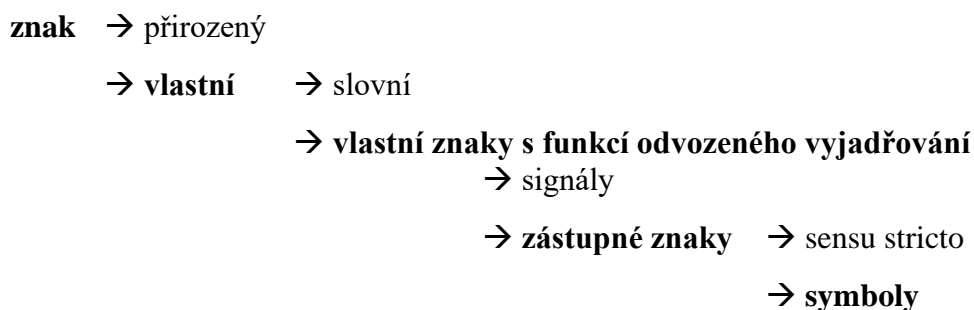 znak → přirozený
→ vlastní → slovní
→ vlastní znaky s funkcí odvozeného vyjadřování
→ signály
→ zástupné znaky → sensu stricto
→ symboly